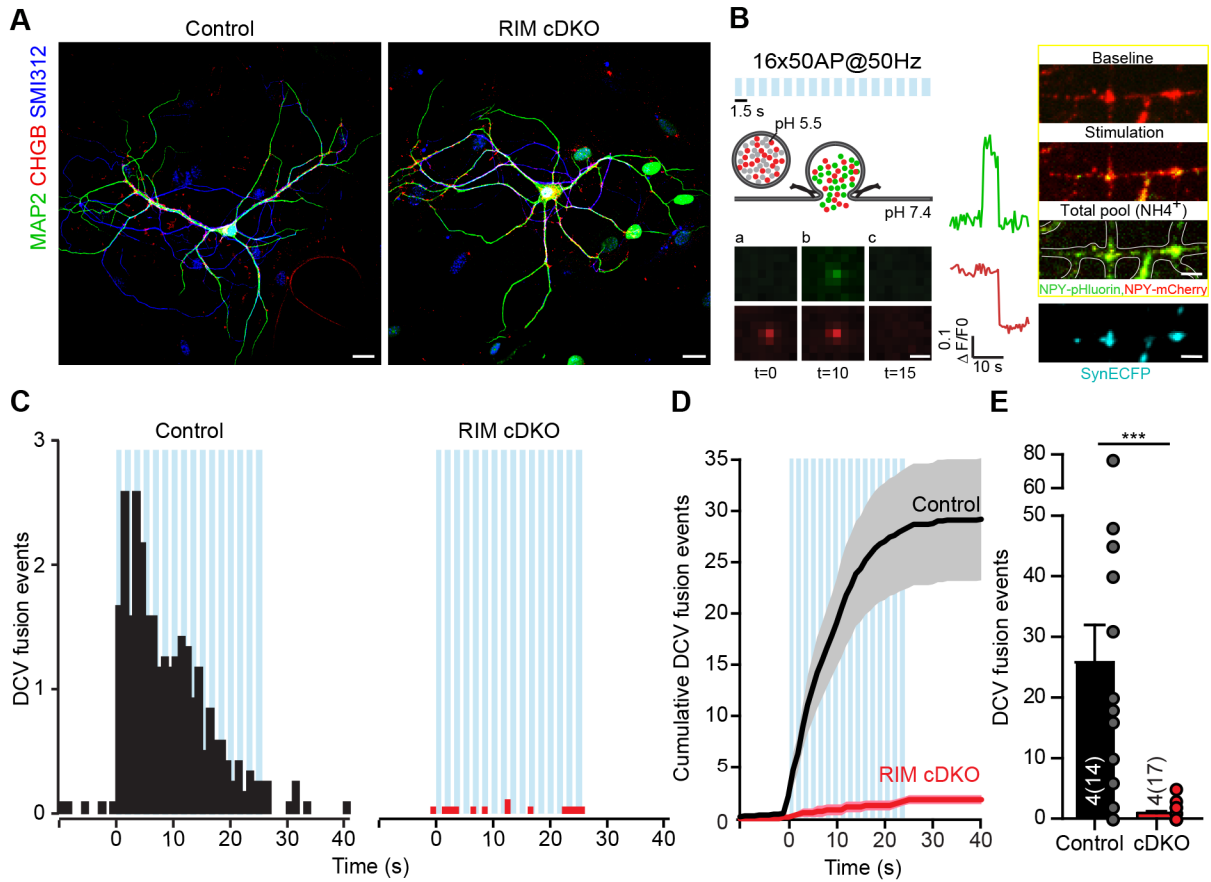 A
Control
RIM cDKO
MAP2 CHGB SMI312
B
16x50AP@50Hz
1.5 s
pH 5.5
pH 7.4
a
b
c
t=0
t=10
t=15
0.1
Δ F/F0
10 s
Baseline
Stimulation
Total pool (NH4+)
NPY-pHluorin,NPY-mCherry
SynECFP
C
Control
RIM cDKO
DCV fusion events
3
2
1
0
0
10
20
30
40
0
10
20
30
40
Time (s)
D
Cumulative DCV fusion events
35
30
25
20
15
10
5
0
Control
RIM cDKO
0
10
20
30
40
Time (s)
E
***
DCV fusion events
80
60
50
40
30
20
10
0
4(14)
4(17)
Control
cDKO